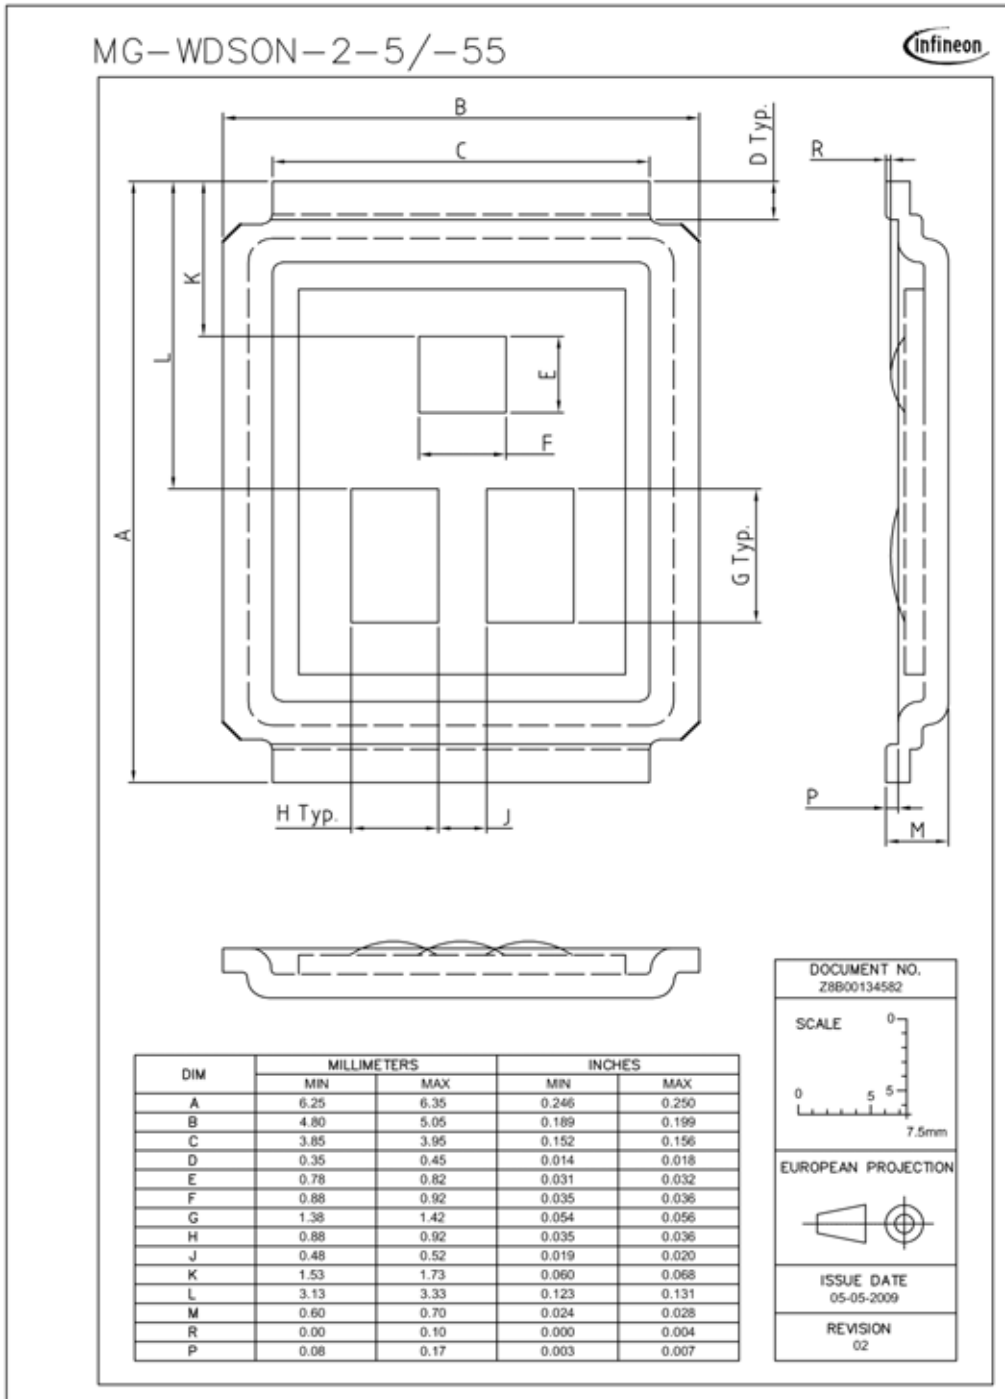 MG-WDSON-2-5/-55
infineon
B
C
D Typ.
R
K
L
E
F
A
G Typ.
H Typ.
J
P
M
DOCUMENT NO.
Z8B00134582
SCALE
0
5
0
5
7.5mm
EUROPEAN PROJECTION
ISSUE DATE
05-05-2009
REVISION
02
DIM MILLIMETERS INCHES
MIN MAX MIN MAX
A 6.25 6.35 0.246 0.250
B 4.80 5.05 0.189 0.199
C 3.85 3.95 0.152 0.156
D 0.35 0.45 0.014 0.018
E 0.78 0.82 0.031 0.032
F 0.88 0.92 0.035 0.036
G 1.38 1.42 0.054 0.056
H 0.88 0.92 0.035 0.036
J 0.48 0.52 0.019 0.020
K 1.53 1.73 0.060 0.068
L 3.13 3.33 0.123 0.131
M 0.60 0.70 0.024 0.028
R 0.00 0.10 0.000 0.004
P 0.08 0.17 0.003 0.007